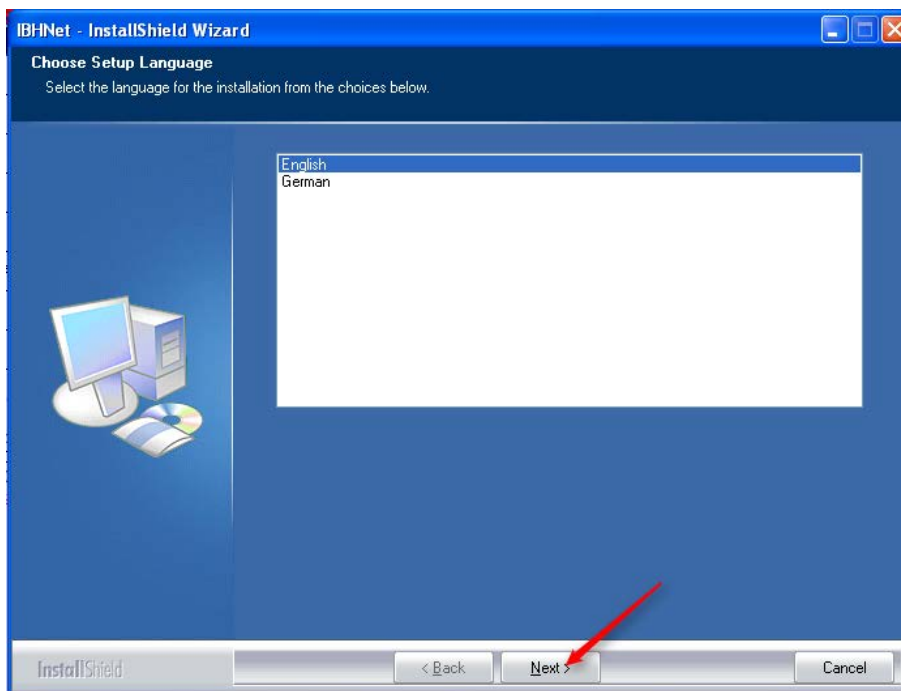 IBHNet - InstallShield Wizard
Choose Setup Language
Select the language for the installation from the choices below.
English
German
InstallShield
< Back
Next >
Cancel